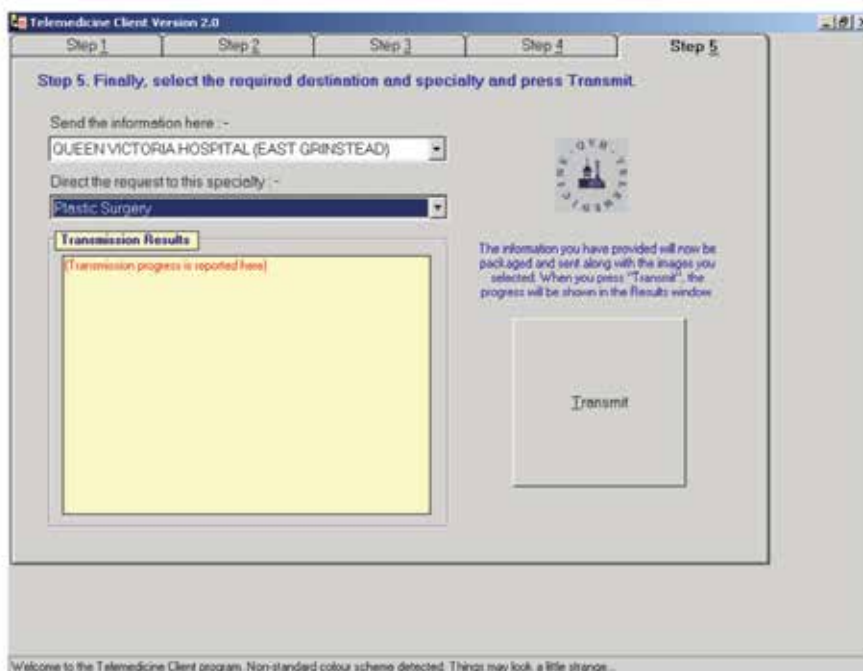 Telemedicine Client Version 2.0
Step 1
Step 2
Step 3
Step 4
Step 5
Step 5. Finally, select the required destination and specialty and press Transmit.
Send the information here :-
QUEEN VICTORIA HOSPITAL (EAST GRINSTEAD)
Direct the request to this specialty :-
Plastic Surgery
Transmission Results
(Transmission progress is reported here)
QVH TELEMEDICINE
The information you have provided will now be
packaged and sent along with the images you
selected. When you press "Transmit", the
progress will be shown in the Results window
Transmit
Welcome to the Telemedicine Client program. Non-standard colour scheme detected. Things may look a little strange...